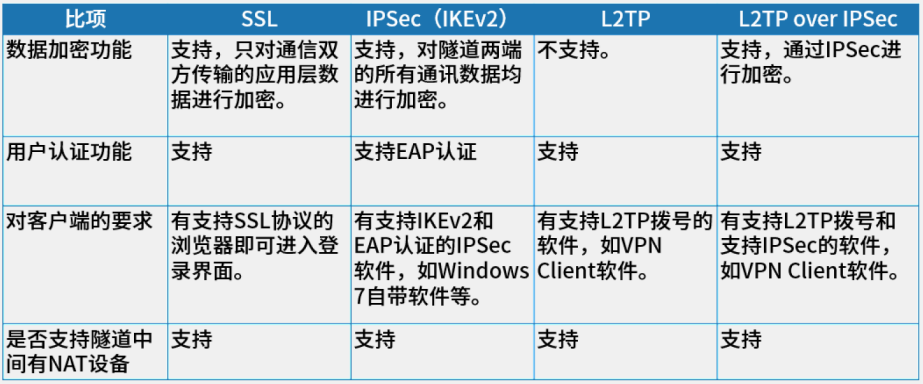 比项 SSL IPSec（IKEv2） L2TP L2TP over IPSec
数据加密功能
支持，只对通信双
方传输的应用层数
据进行加密。
支持，对隧道两端
的所有通讯数据均
进行加密。
不支持。
支持，通过IPSec进
行加密。
用户认证功能
支持
支持EAP认证
支持
支持
对客户端的要求
有支持SSL协议的
浏览器即可进入登
录界面。
有支持IKEv2和
EAP认证的IPSec
软件，如Windows
7自带软件等。
有支持L2TP拨号的
软件，如VPN
Client软件。
有支持L2TP拨号和
支持IPSec的软件，
如VPN Client软件。
是否支持隧道中
间有NAT设备
支持
支持
支持
支持